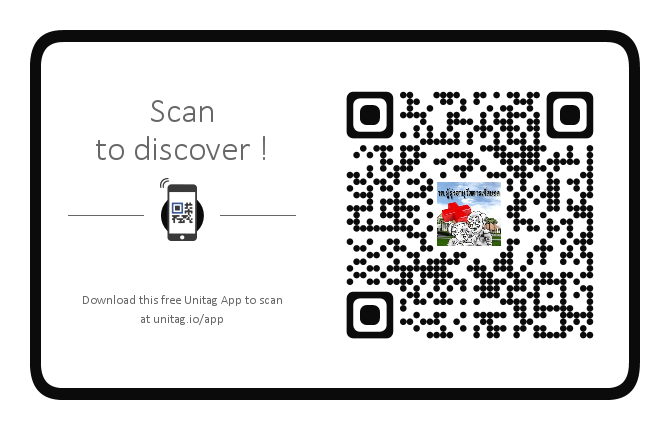 Scan
to discover !
Download this free Unitag App to scan
at unitag.io/app